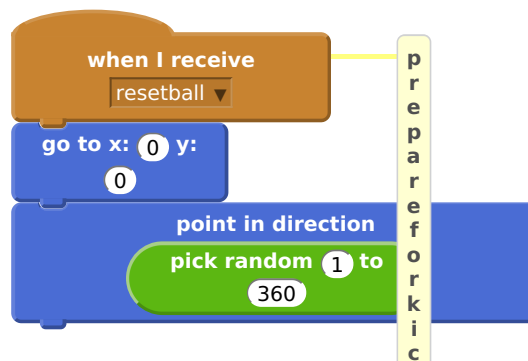 when I receive
resetball ▼
go to x: 0 y:
0
point in direction
pick random 1 to
360
p
r
e
p
a
r
e
f
o
r
k
i
c